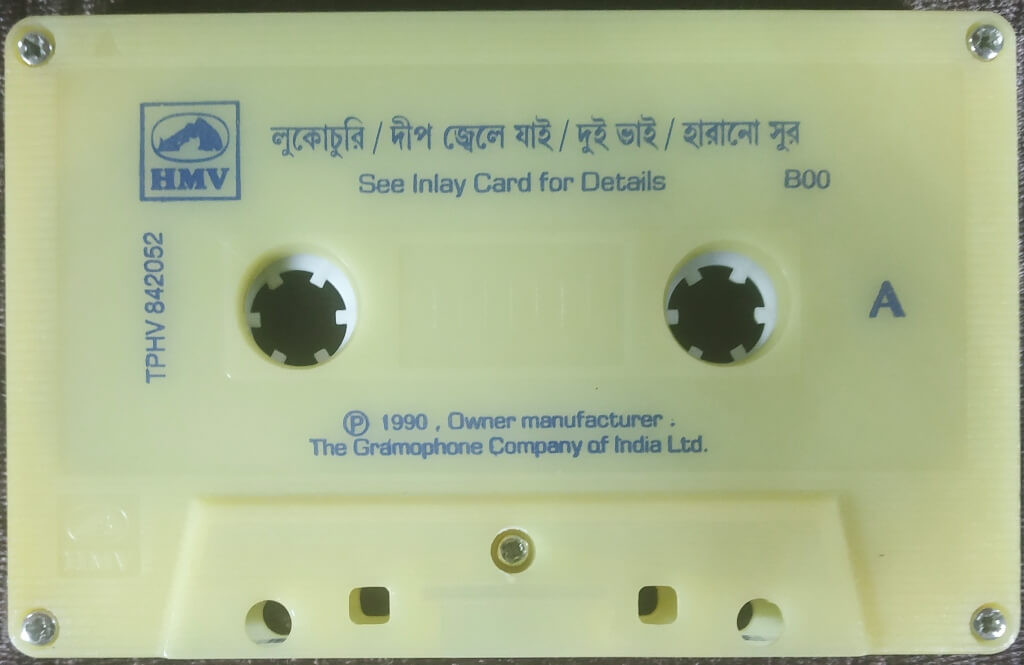 লুকোচুরি / দীপ জ্বেলে যাই / দুই ভাই / হারানো সুর
HMV
See Inlay Card for Details B00
TPHV 842052
A
℗ 1990 . Owner manufacturer :
The Gramophone Company of India Ltd.
HMV